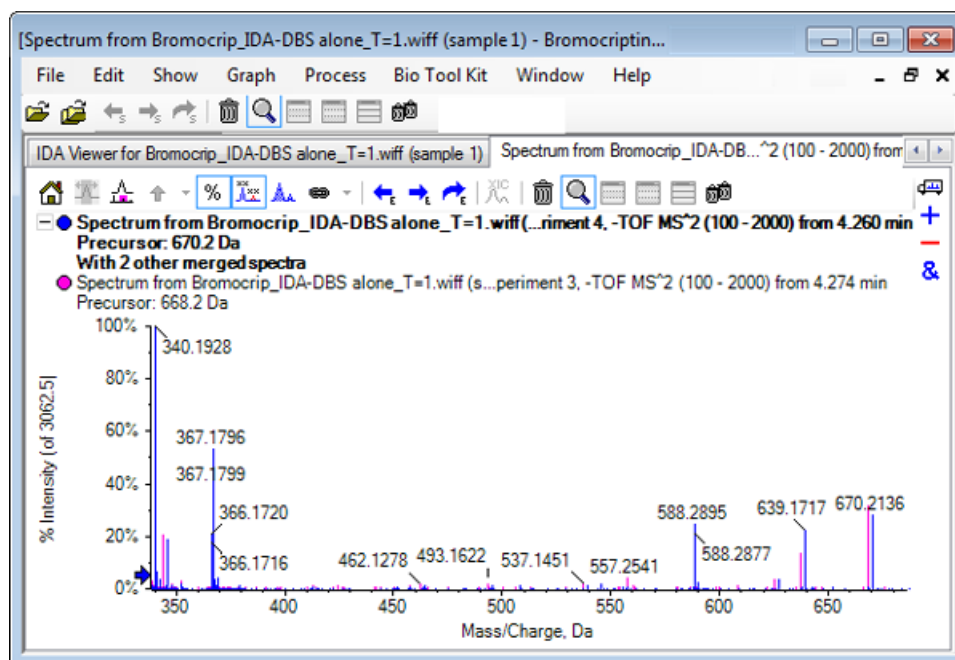 [Spectrum from Bromocrip_IDA-DBS alone_T=1.wiff (sample 1) - Bromocriptin...
File Edit Show Graph Process Bio Tool Kit Window Help
IDA Viewer for Bromocrip_IDA-DBS alone_T=1.wiff (sample 1) Spectrum from Bromocrip_IDA-DB...^2 (100 - 2000) from
Spectrum from Bromocrip_IDA-DBS alone_T=1.wiff (...riment 4, -TOF MS^2 (100 - 2000) from 4.260 min
Precursor: 670.2 Da
With 2 other merged spectra
Spectrum from Bromocrip_IDA-DBS alone_T=1.wiff (s...periment 3, -TOF MS^2 (100 - 2000) from 4.274 min
Precursor: 668.2 Da
% Intensity (of 3062.5)
100%
80%
60%
40%
20%
0%
340.1928
367.1796
367.1799
366.1720
366.1716
462.1278
493.1622
537.1451
557.2541
588.2895
588.2877
639.1717
670.2136
350 400 450 500 550 600 650
Mass/Charge, Da